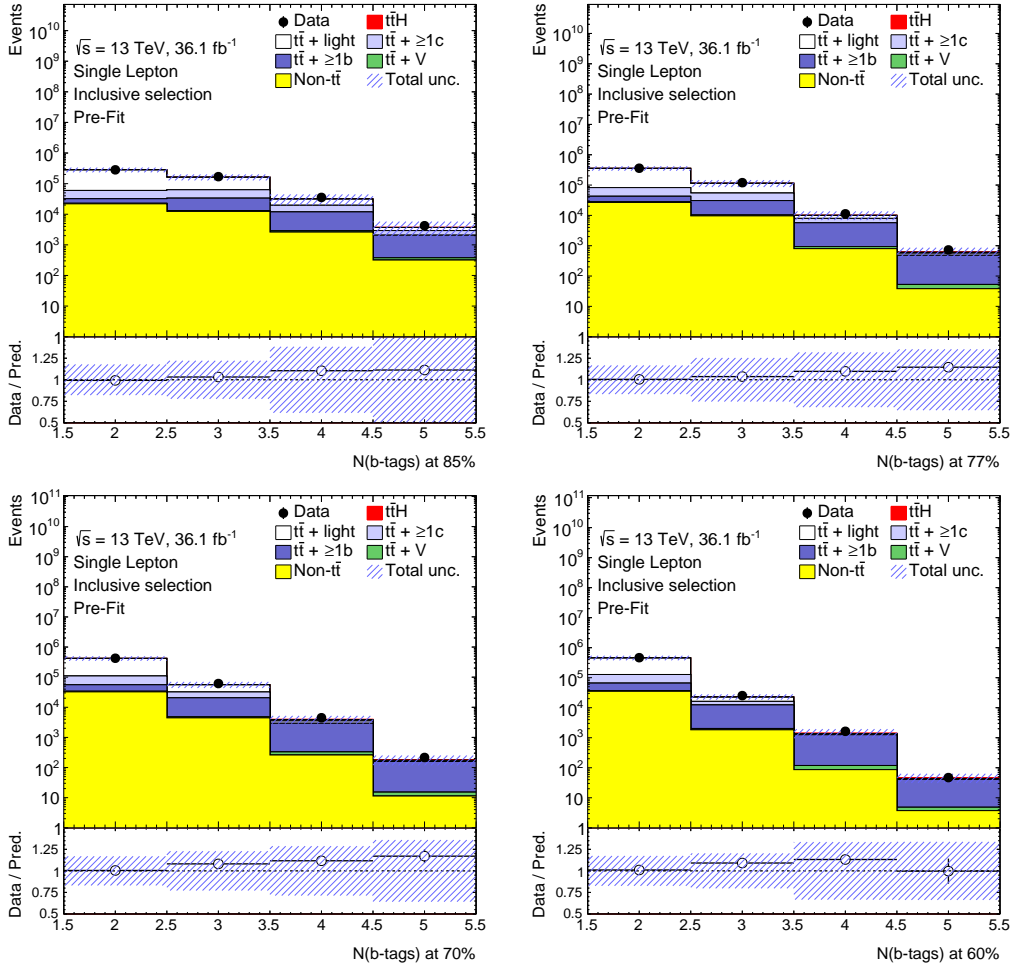 Events
10¹⁰
10⁹
10⁸
10⁷
10⁶
10⁵
10⁴
10³
10²
10
1
√s = 13 TeV, 36.1 fb⁻¹
Single Lepton
Inclusive selection
Pre-Fit
Data
tt̄H
tt̄ + light
tt̄ + ≥1c
tt̄ + ≥1b
tt̄ + V
Non-tt̄
Total unc.
Data / Pred.
1.25
1
0.75
0.5
1.5 2 2.5 3 3.5 4 4.5 5 5.5
N(b-tags) at 85%
Events
10¹⁰
10⁹
10⁸
10⁷
10⁶
10⁵
10⁴
10³
10²
10
1
√s = 13 TeV, 36.1 fb⁻¹
Single Lepton
Inclusive selection
Pre-Fit
Data
tt̄H
tt̄ + light
tt̄ + ≥1c
tt̄ + ≥1b
tt̄ + V
Non-tt̄
Total unc.
Data / Pred.
1.25
1
0.75
0.5
1.5 2 2.5 3 3.5 4 4.5 5 5.5
N(b-tags) at 77%
Events
10¹¹
10¹⁰
10⁹
10⁸
10⁷
10⁶
10⁵
10⁴
10³
10²
10
1
√s = 13 TeV, 36.1 fb⁻¹
Single Lepton
Inclusive selection
Pre-Fit
Data
tt̄H
tt̄ + light
tt̄ + ≥1c
tt̄ + ≥1b
tt̄ + V
Non-tt̄
Total unc.
Data / Pred.
1.25
1
0.75
0.5
1.5 2 2.5 3 3.5 4 4.5 5 5.5
N(b-tags) at 70%
Events
10¹¹
10¹⁰
10⁹
10⁸
10⁷
10⁶
10⁵
10⁴
10³
10²
10
1
√s = 13 TeV, 36.1 fb⁻¹
Single Lepton
Inclusive selection
Pre-Fit
Data
tt̄H
tt̄ + light
tt̄ + ≥1c
tt̄ + ≥1b
tt̄ + V
Non-tt̄
Total unc.
Data / Pred.
1.25
1
0.75
0.5
1.5 2 2.5 3 3.5 4 4.5 5 5.5
N(b-tags) at 60%